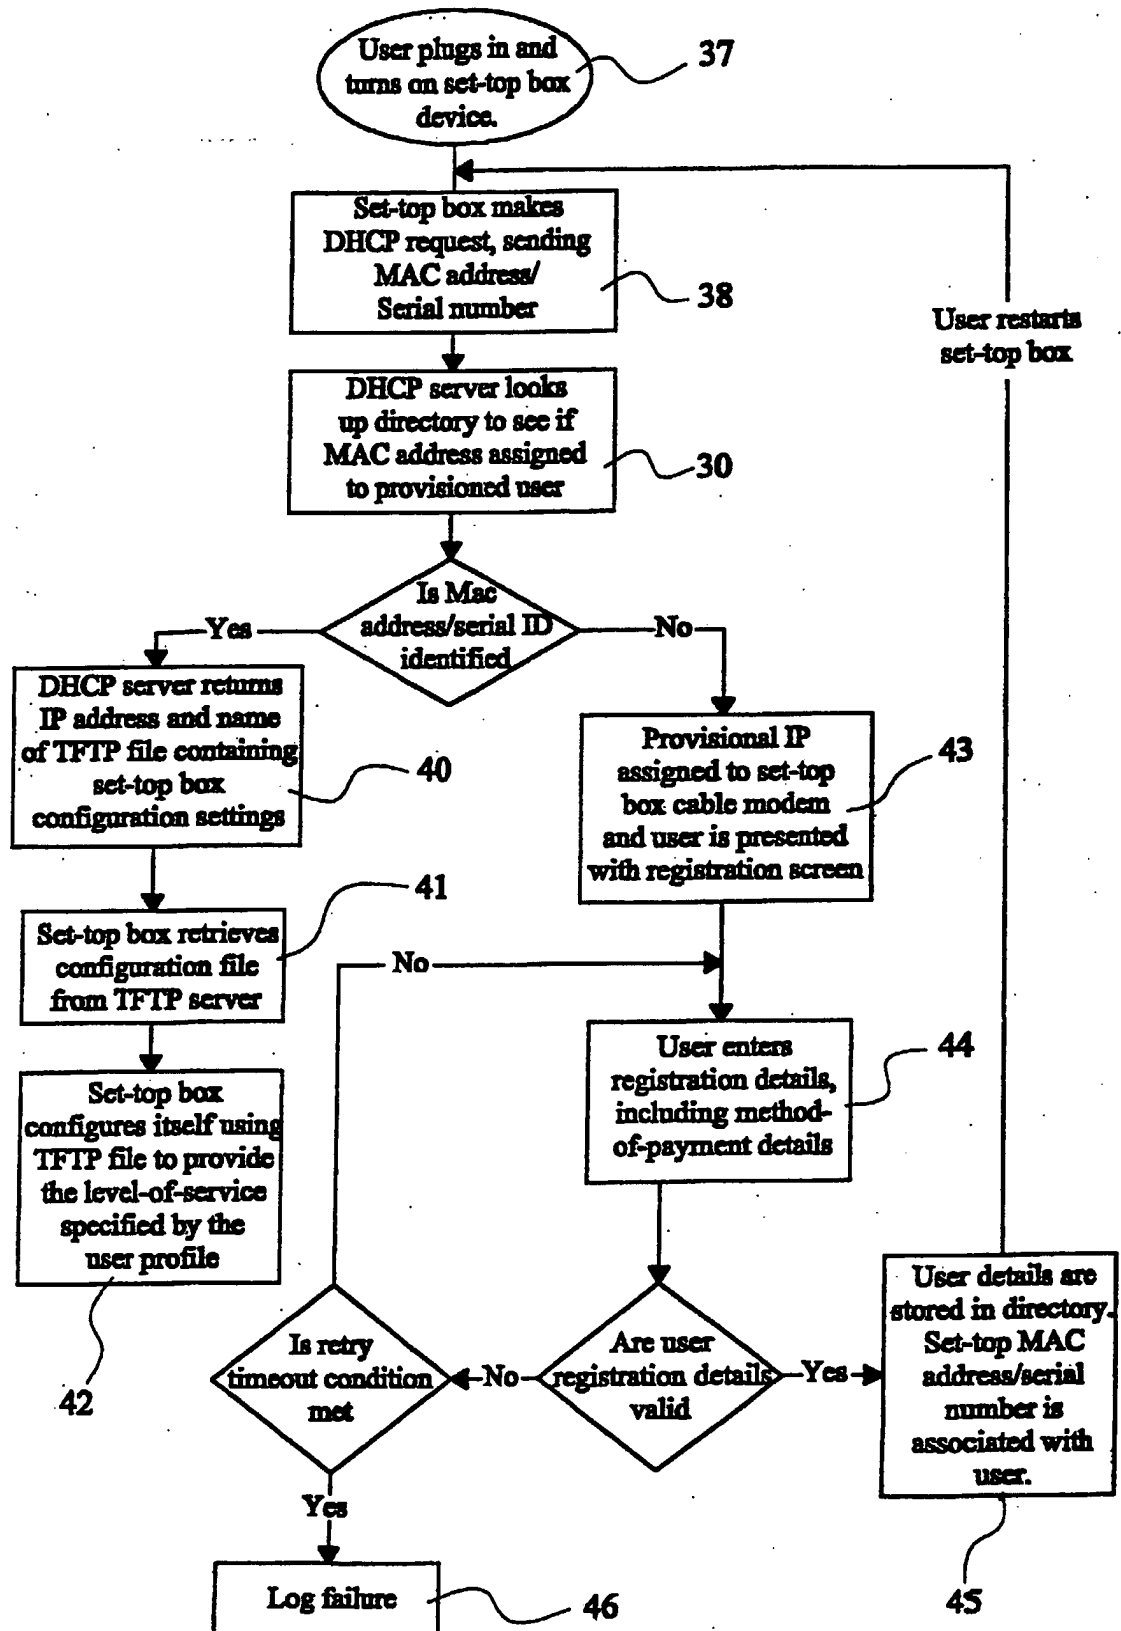 User plugs in and
turns on set-top box
device.
37
Set-top box makes
DHCP request, sending
MAC address/
Serial number
38
User restarts
set-top box
DHCP server looks
up directory to see if
MAC address assigned
to provisioned user
30
Is Mac
address/serial ID
identified
Yes
No
DHCP server returns
IP address and name
of TFTP file containing
set-top box
configuration settings
40
Provisional IP
assigned to set-top
box cable modem
and user is presented
with registration screen
43
41
Set-top box retrieves
configuration file
from TFTP server
No
User enters
registration details,
including method-
of-payment details
44
Set-top box
configures itself using
TFTP file to provide
the level-of-service
specified by the
user profile
42
Is retry
timeout condition
met
No
Are user
registration details
valid
Yes
User details are
stored in directory.
Set-top MAC
address/serial
number is
associated with
user.
45
Yes
Log failure
46